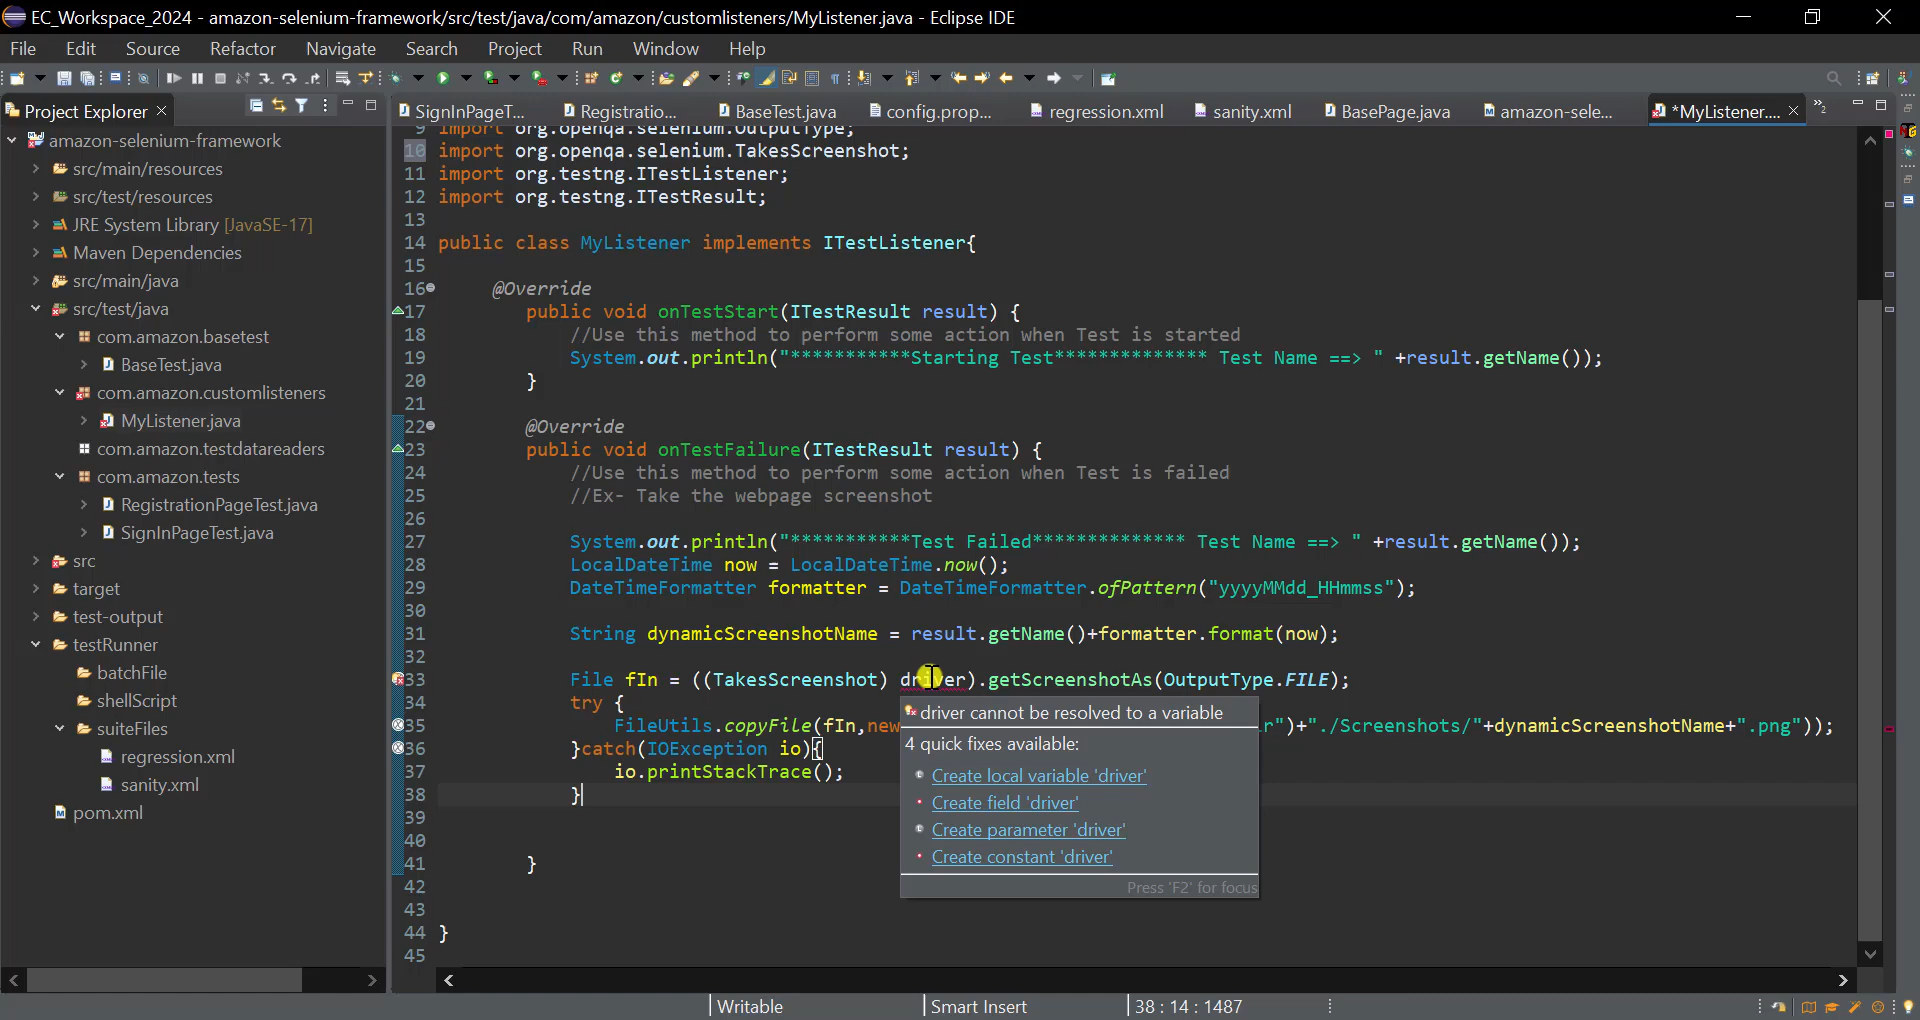 EC_Workspace_2024 - amazon-selenium-framework/src/test/java/com/amazon/customlisteners/MyListener.java - Eclipse IDE
File Edit Source Refactor Navigate Search Project Run Window Help
Project Explorer
SignInPageT... Registratio... BaseTest.java config.prop... regression.xml sanity.xml BasePage.java amazon-sele... *MyListener.... »2
amazon-selenium-framework
src/main/resources
src/test/resources
JRE System Library [JavaSE-17]
Maven Dependencies
src/main/java
src/test/java
com.amazon.basetest
BaseTest.java
com.amazon.customlisteners
MyListener.java
com.amazon.testdatareaders
com.amazon.tests
RegistrationPageTest.java
SignInPageTest.java
src
target
test-output
testRunner
batchFile
shellScript
suiteFiles
regression.xml
sanity.xml
pom.xml
9 import org.openqa.selenium.OutputType;
10 import org.openqa.selenium.TakesScreenshot;
11 import org.testng.ITestListener;
12 import org.testng.ITestResult;
13
14 public class MyListener implements ITestListener{
15
16 @Override
17 public void onTestStart(ITestResult result) {
18 //Use this method to perform some action when Test is started
19 System.out.println("***********Starting Test************** Test Name ==> " +result.getName());
20 }
21
22 @Override
23 public void onTestFailure(ITestResult result) {
24 //Use this method to perform some action when Test is failed
25 //Ex- Take the webpage screenshot
26
27 System.out.println("***********Test Failed************** Test Name ==> " +result.getName());
28 LocalDateTime now = LocalDateTime.now();
29 DateTimeFormatter formatter = DateTimeFormatter.ofPattern("yyyyMMdd_HHmmss");
30
31 String dynamicScreenshotName = result.getName()+formatter.format(now);
32
33 File fIn = ((TakesScreenshot) driver).getScreenshotAs(OutputType.FILE);
34 try {
35 FileUtils.copyFile(fIn,new r")+"./Screenshots/"+dynamicScreenshotName+".png"));
36 }catch(IOException io){
37 io.printStackTrace();
38 }
39
40
41 }
42
43
44 }
45
driver cannot be resolved to a variable
4 quick fixes available:
Create local variable 'driver'
Create field 'driver'
Create parameter 'driver'
Create constant 'driver'
Press 'F2' for focus
Writable Smart Insert 38 : 14 : 1487